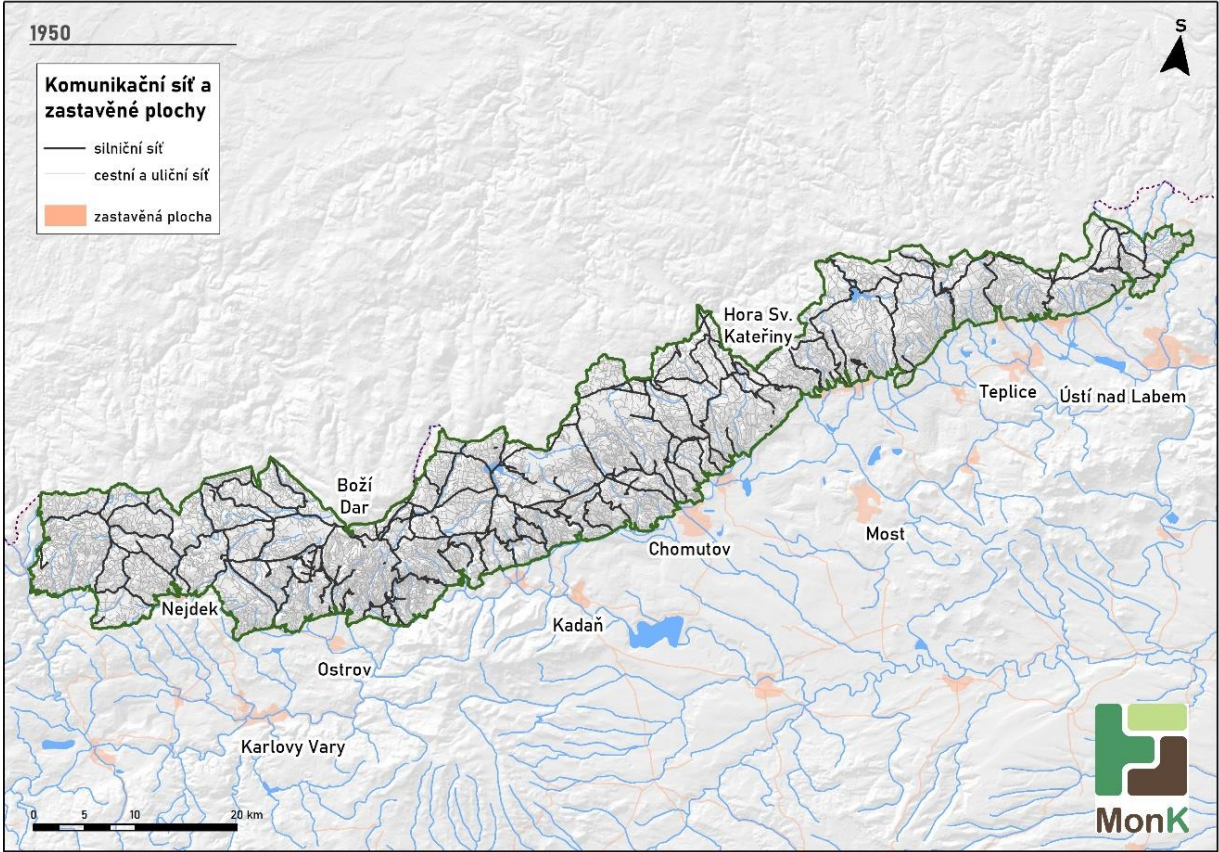 1950
Komunikační síť a
zastavěné plochy
silniční síť
cestní a uliční síť
zastavěná plocha
S
Hora Sv.
Kateřiny
Teplice
Ústí nad Labem
Boží
Dar
Most
Chomutov
Nejdek
Kadaň
Ostrov
Karlovy Vary
0 5 10 20 km
MonK